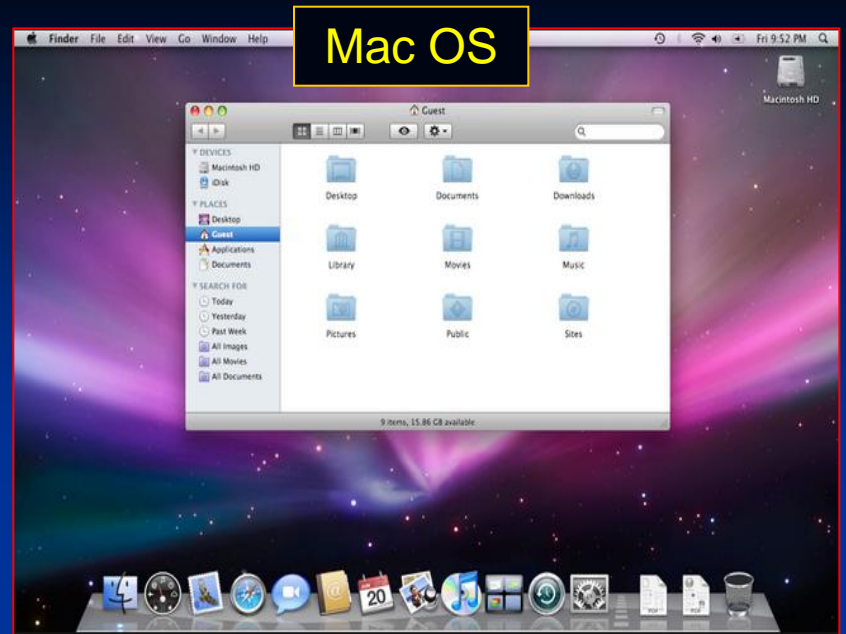 Mac OS
Finder File Edit View Go Window Help
Fri 9:52 PM
Macintosh HD
Guest
DEVICES
Macintosh HD
iDisk
PLACES
Desktop
Guest
Applications
Documents
SEARCH FOR
Today
Yesterday
Past Week
All Images
All Movies
All Documents
Desktop Documents Downloads
Library Movies Music
Pictures Public Sites
9 items, 15.86 GB available
20
PDF PDF